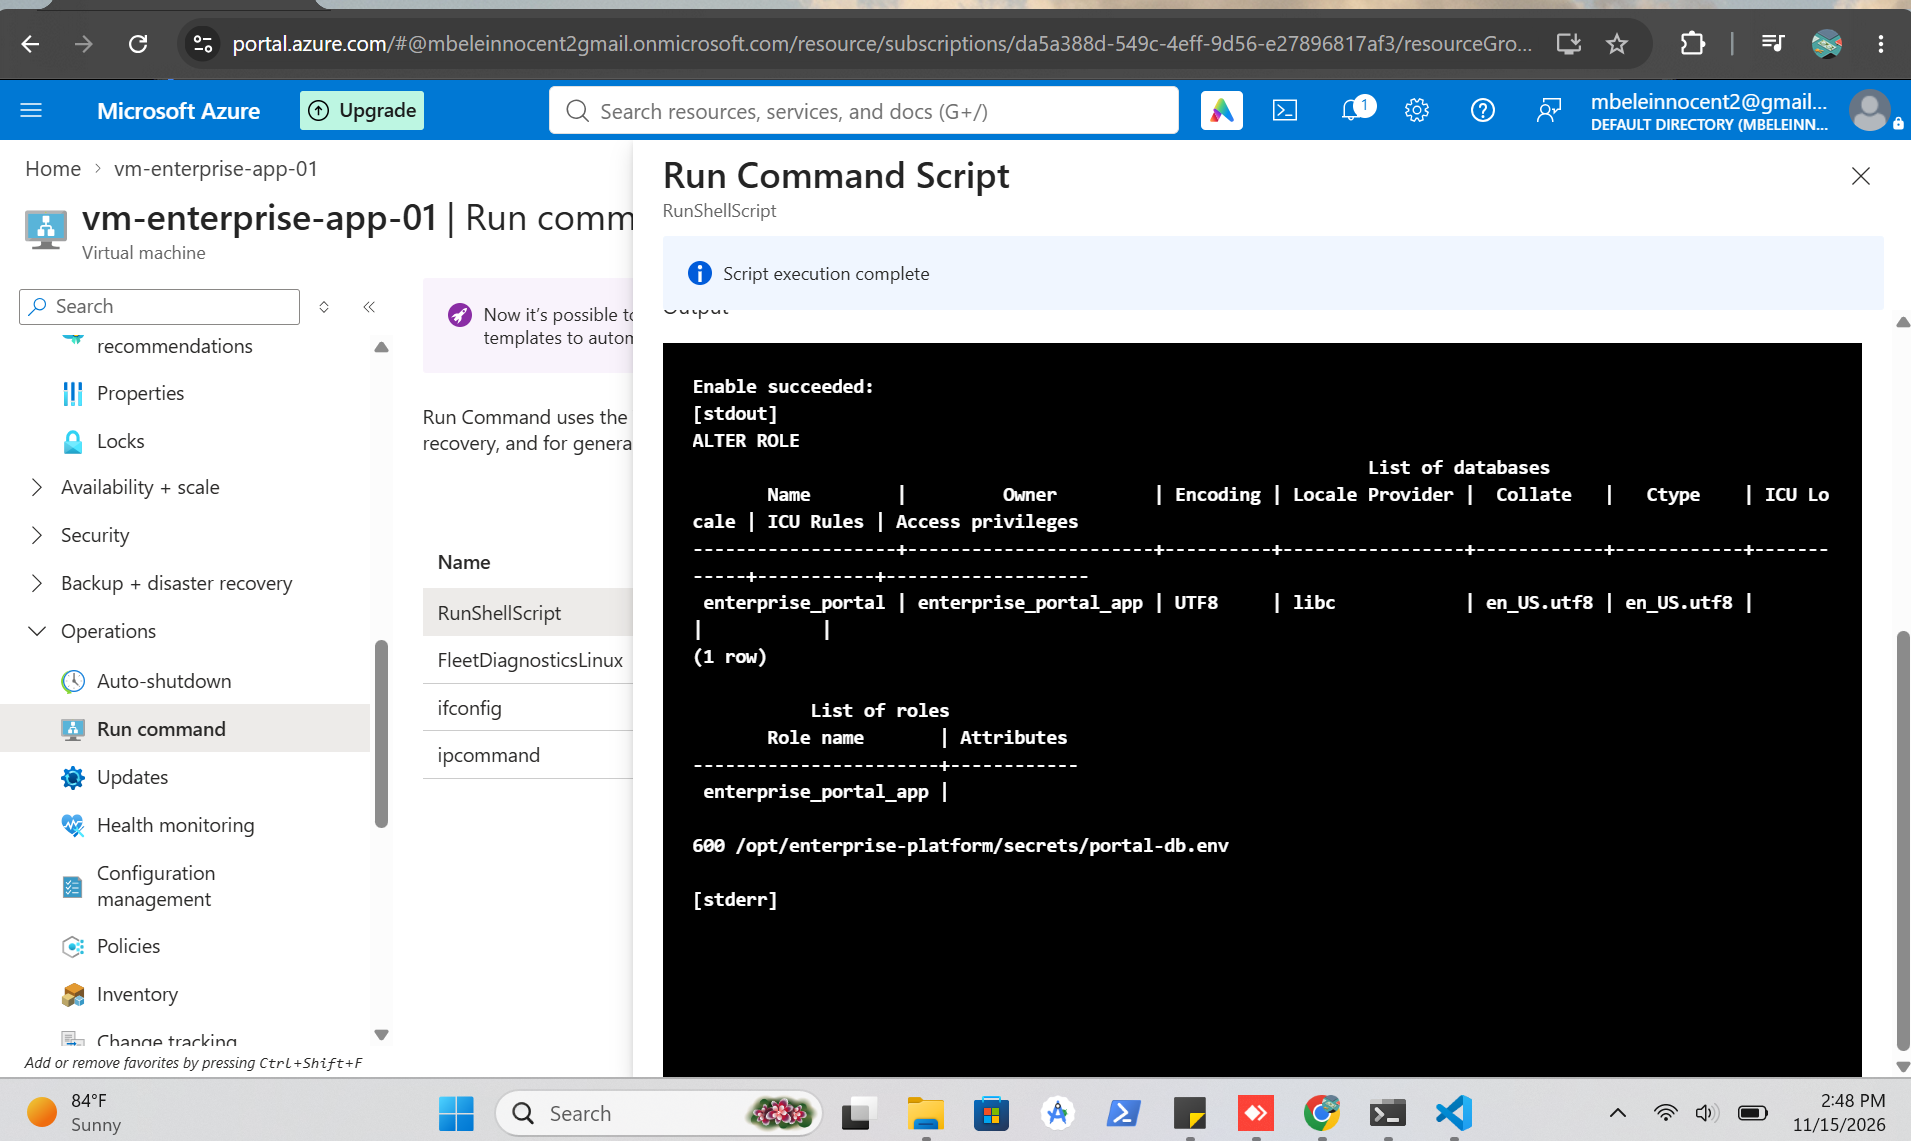 portal.azure.com/#@mbeleinnocent2gmail.onmicrosoft.com/resource/subscriptions/da5a388d-549c-4eff-9d56-e27896817af3/resourceGro...
Microsoft Azure
Upgrade
Search resources, services, and docs (G+/)
1
mbeleinnocent2@gmail...
DEFAULT DIRECTORY (MBELEINN...
Home > vm-enterprise-app-01
vm-enterprise-app-01 | Run comm
Virtual machine
Search
recommendations
Properties
Locks
Availability + scale
Security
Backup + disaster recovery
Operations
Auto-shutdown
Run command
Updates
Health monitoring
Configuration
management
Policies
Inventory
Change tracking
Add or remove favorites by pressing Ctrl+Shift+F
Now it's possible to
templates to autom
Run Command uses the
recovery, and for genera
Name
RunShellScript
FleetDiagnosticsLinux
ifconfig
ipcommand
Run Command Script
RunShellScript
Script execution complete
Output
Enable succeeded:
[stdout]
ALTER ROLE
List of databases
Name | Owner | Encoding | Locale Provider | Collate | Ctype | ICU Lo
cale | ICU Rules | Access privileges
-------------------+-----------------------+----------+-----------------+------------+------------+-------
-----+-----------+-------------------
enterprise_portal | enterprise_portal_app | UTF8 | libc | en_US.utf8 | en_US.utf8 |
| |
(1 row)
List of roles
Role name | Attributes
-----------------------+------------
enterprise_portal_app |
600 /opt/enterprise-platform/secrets/portal-db.env
[stderr]
84°F
Sunny
Search
2:48 PM
11/15/2026